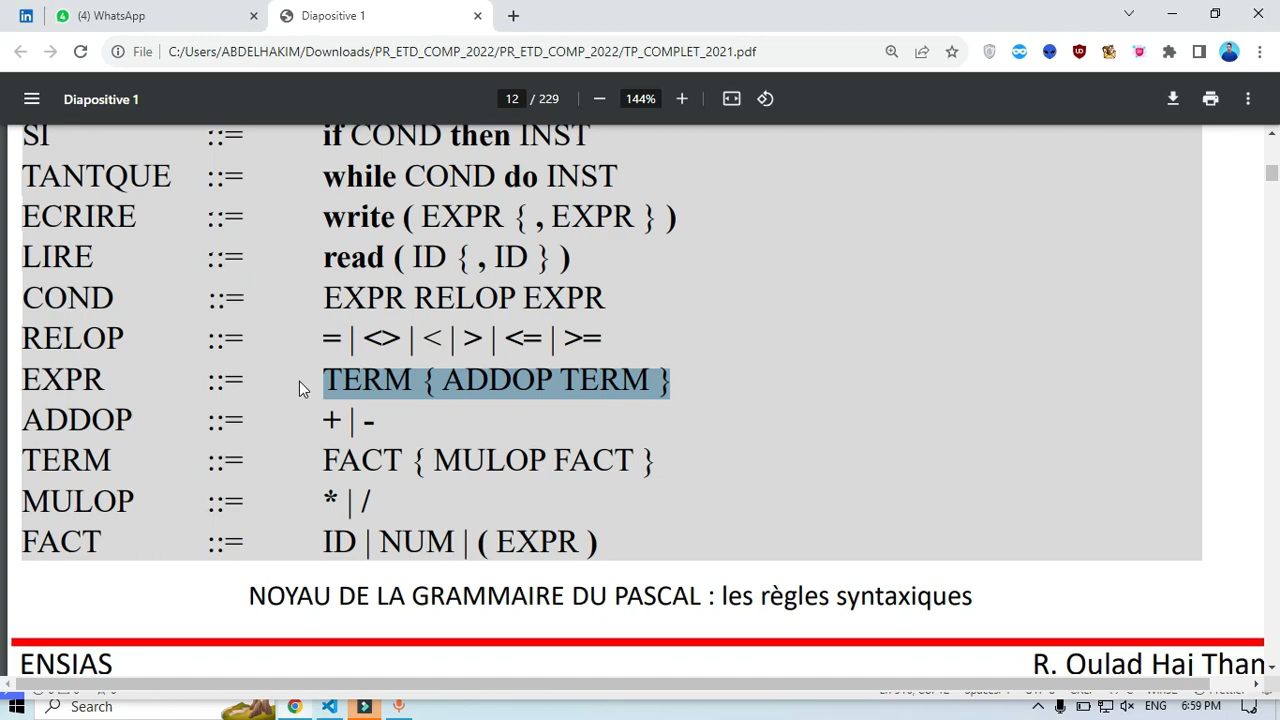 (4) WhatsApp
Diapositive 1
File
C:/Users/ABDELHAKIM/Downloads/PR_ETD_COMP_2022/PR_ETD_COMP_2022/TP_COMPLET_2021.pdf
Diapositive 1
12 / 229
144%
SI ::= if COND then INST
TANTQUE ::= while COND do INST
ECRIRE ::= write ( EXPR { , EXPR } )
LIRE ::= read ( ID { , ID } )
COND ::= EXPR RELOP EXPR
RELOP ::= = | <> | < | > | <= | >=
EXPR ::= TERM { ADDOP TERM }
ADDOP ::= + | -
TERM ::= FACT { MULOP FACT }
MULOP ::= * | /
FACT ::= ID | NUM | ( EXPR )
NOYAU DE LA GRAMMAIRE DU PASCAL : les règles syntaxiques
ENSIAS
R. Oulad Haj Than
Search
ENG
6:59 PM